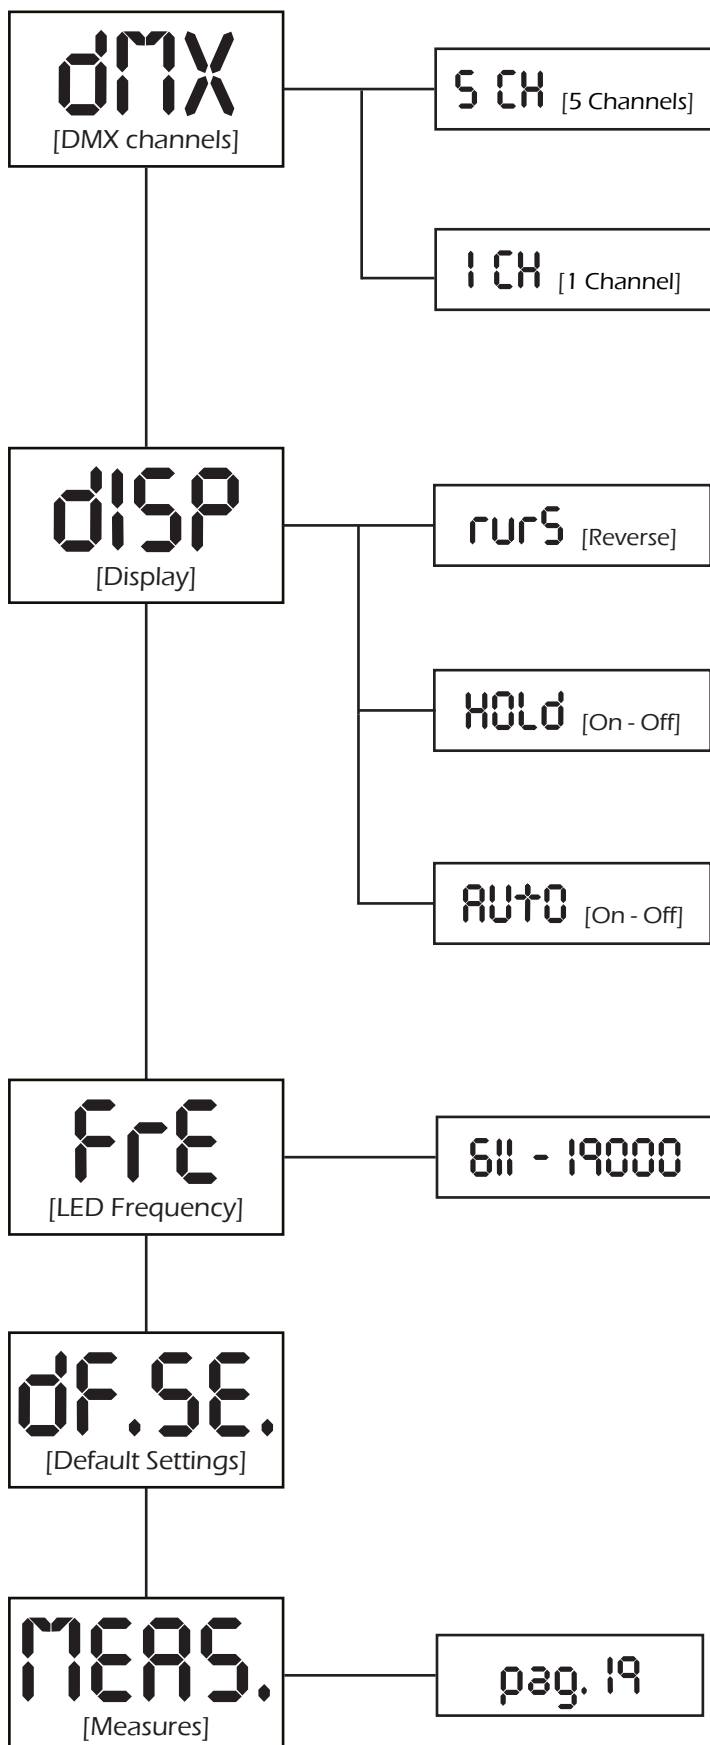 dMX
[DMX channels]
5 CH [5 Channels]
1 CH [1 Channel]
dISP
[Display]
rurS [Reverse]
HOLd [On - Off]
AUtO [On - Off]
FrE
[LED Frequency]
611 - 19000
dF.SE.
[Default Settings]
MEAS.
[Measures]
pag. 19